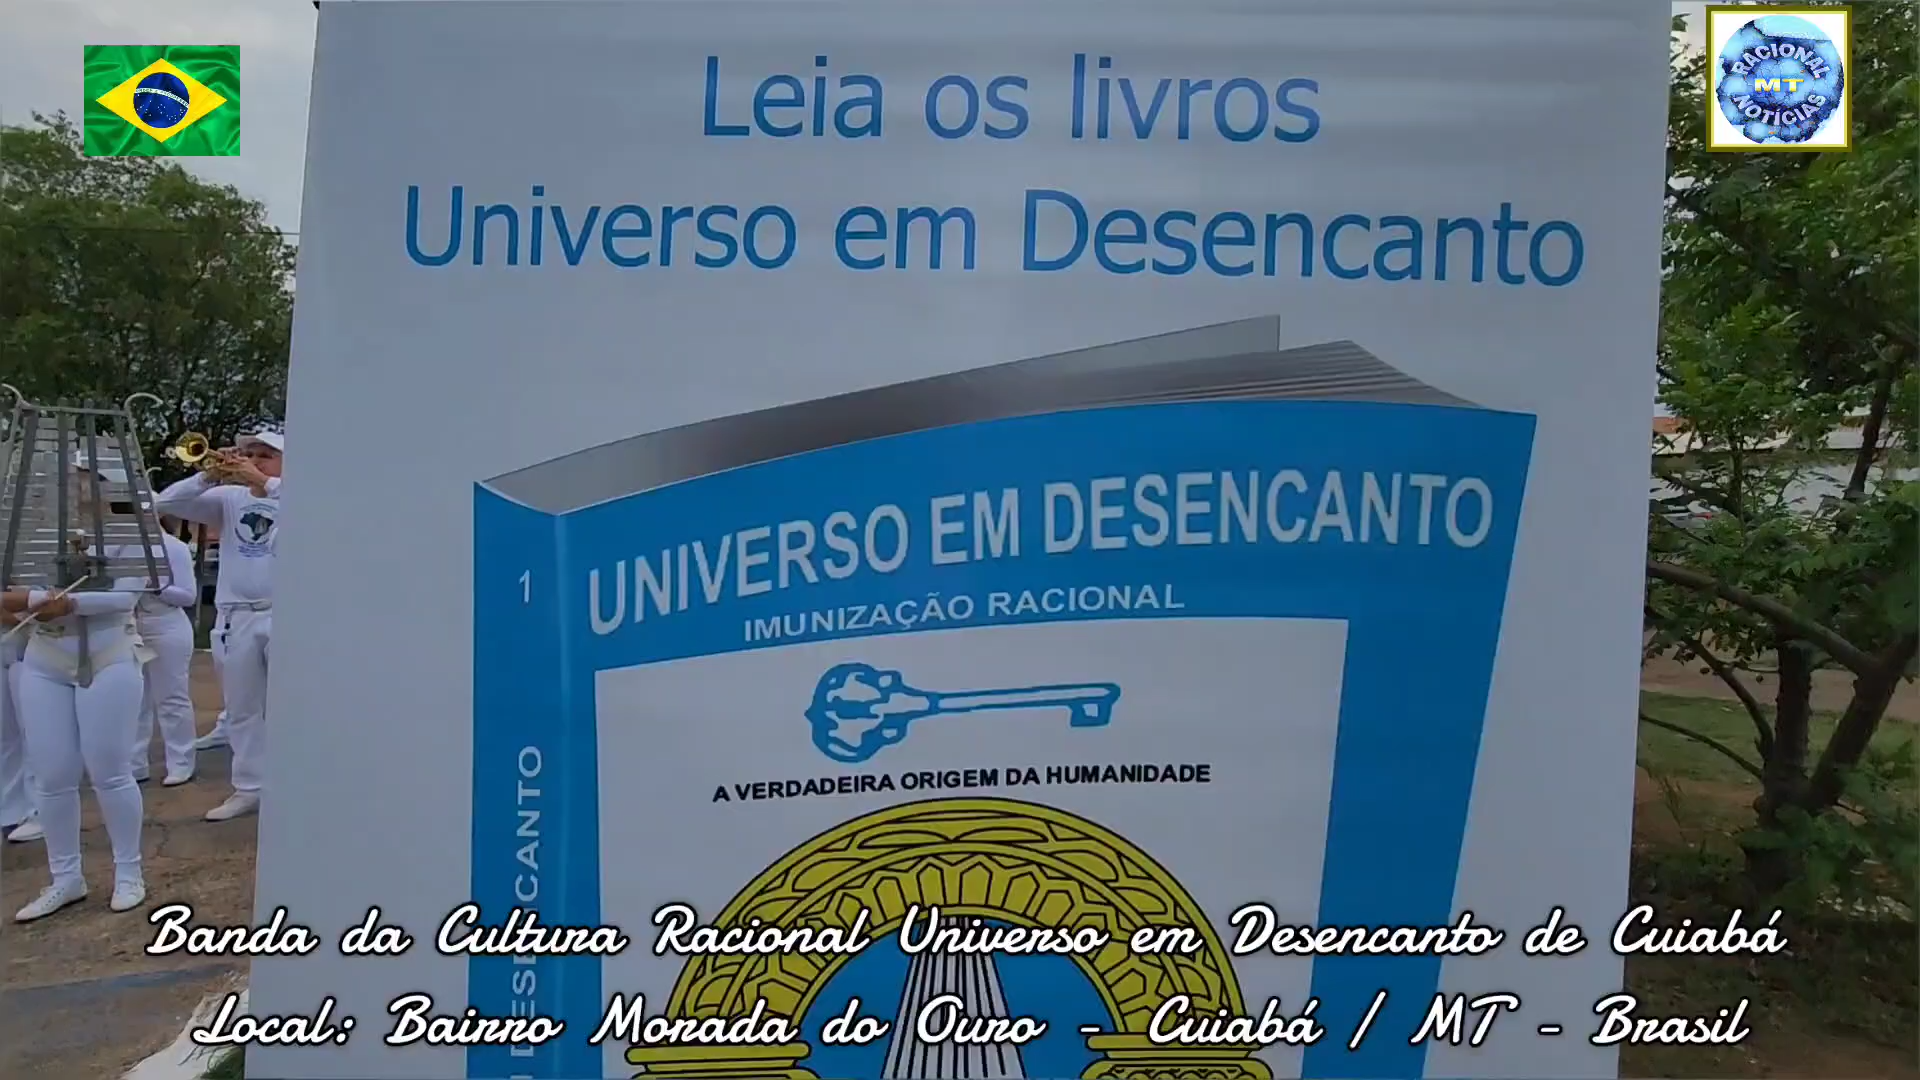 Leia os livros
Universo em Desencanto
RACIONAL
MT
NOTÍCIAS
1
UNIVERSO EM DESENCANTO
IMUNIZAÇÃO RACIONAL
A VERDADEIRA ORIGEM DA HUMANIDADE
DESENCANTO
Banda da Cultura Racional Universo em Desencanto de Cuiabá
Local: Bairro Morada do Ouro - Cuiabá / MT - Brasil